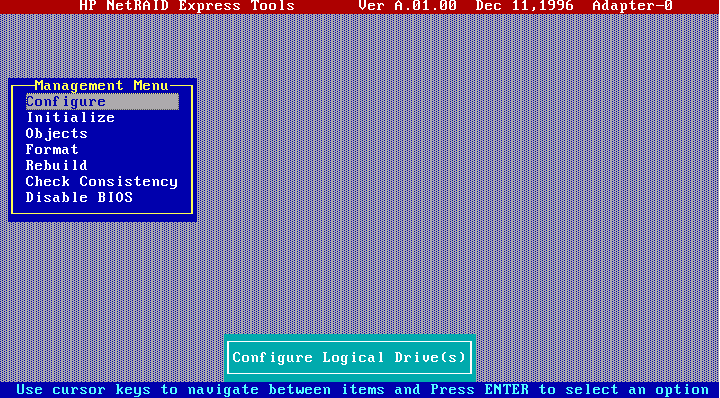 HP NetRAID Express Tools Ver A.01.00 Dec 11,1996 Adapter-0
Management Menu
Configure
Initialize
Objects
Format
Rebuild
Check Consistency
Disable BIOS
Configure Logical Drive(s)
Use cursor keys to navigate between items and Press ENTER to select an option